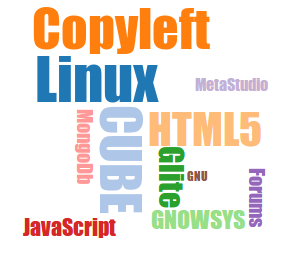 Copyleft
Linux
MetaStudio
MongoDb
CUBE
HTML5
Glite
GNU
Forums
GNOWSYS
JavaScript